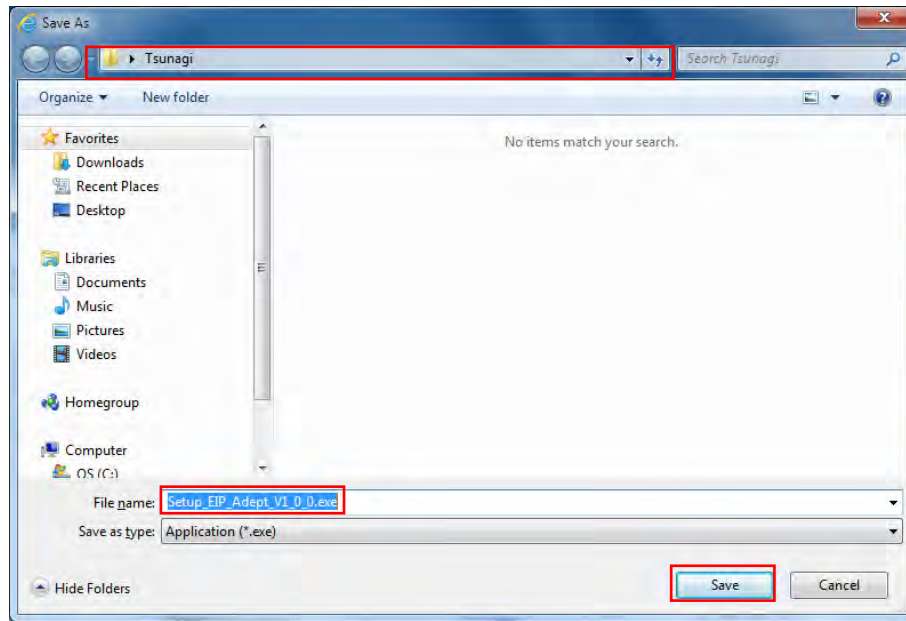 Save As
Tsunagi
Search Tsunagi
Organize
New folder
Favorites
No items match your search.
Downloads
Recent Places
Desktop
Libraries
Documents
Music
Pictures
Videos
Homegroup
Computer
OS (C:)
File name: Setup_EIP_Adept_V1_0_0.exe
Save as type: Application (*.exe)
Hide Folders
Save
Cancel